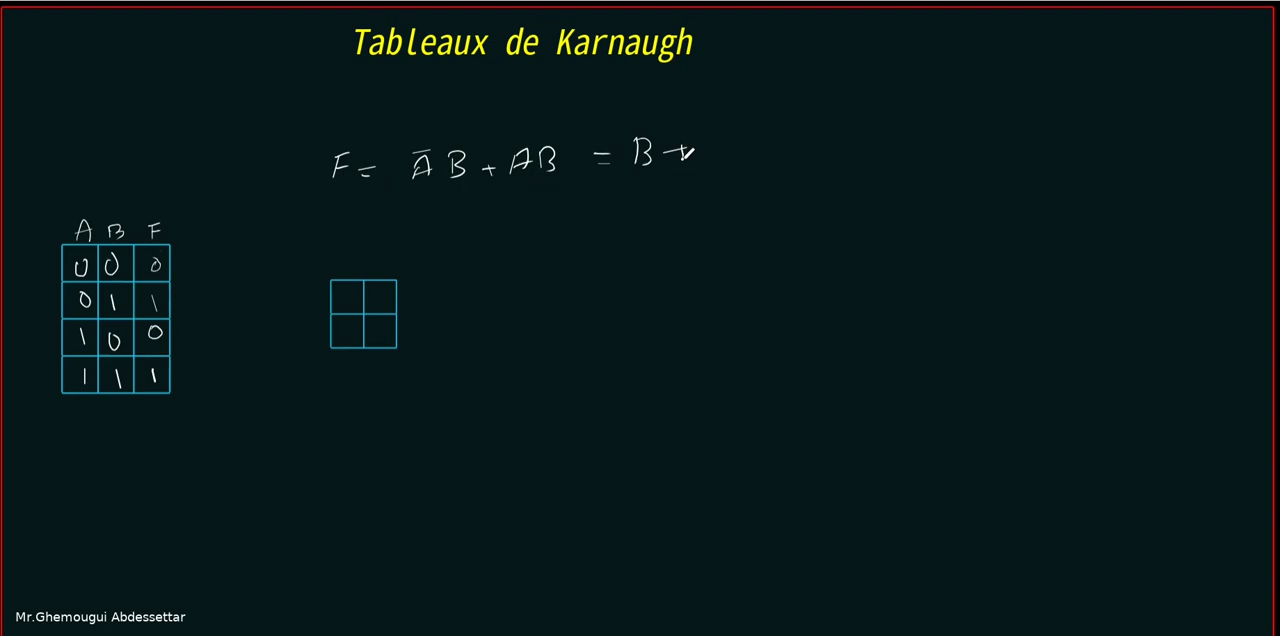 Tableaux de Karnaugh
F = A̅ B + AB = B +
A B F
0 0 0
0 1 1
1 0 0
1 1 1
Mr.Ghemougui Abdessettar